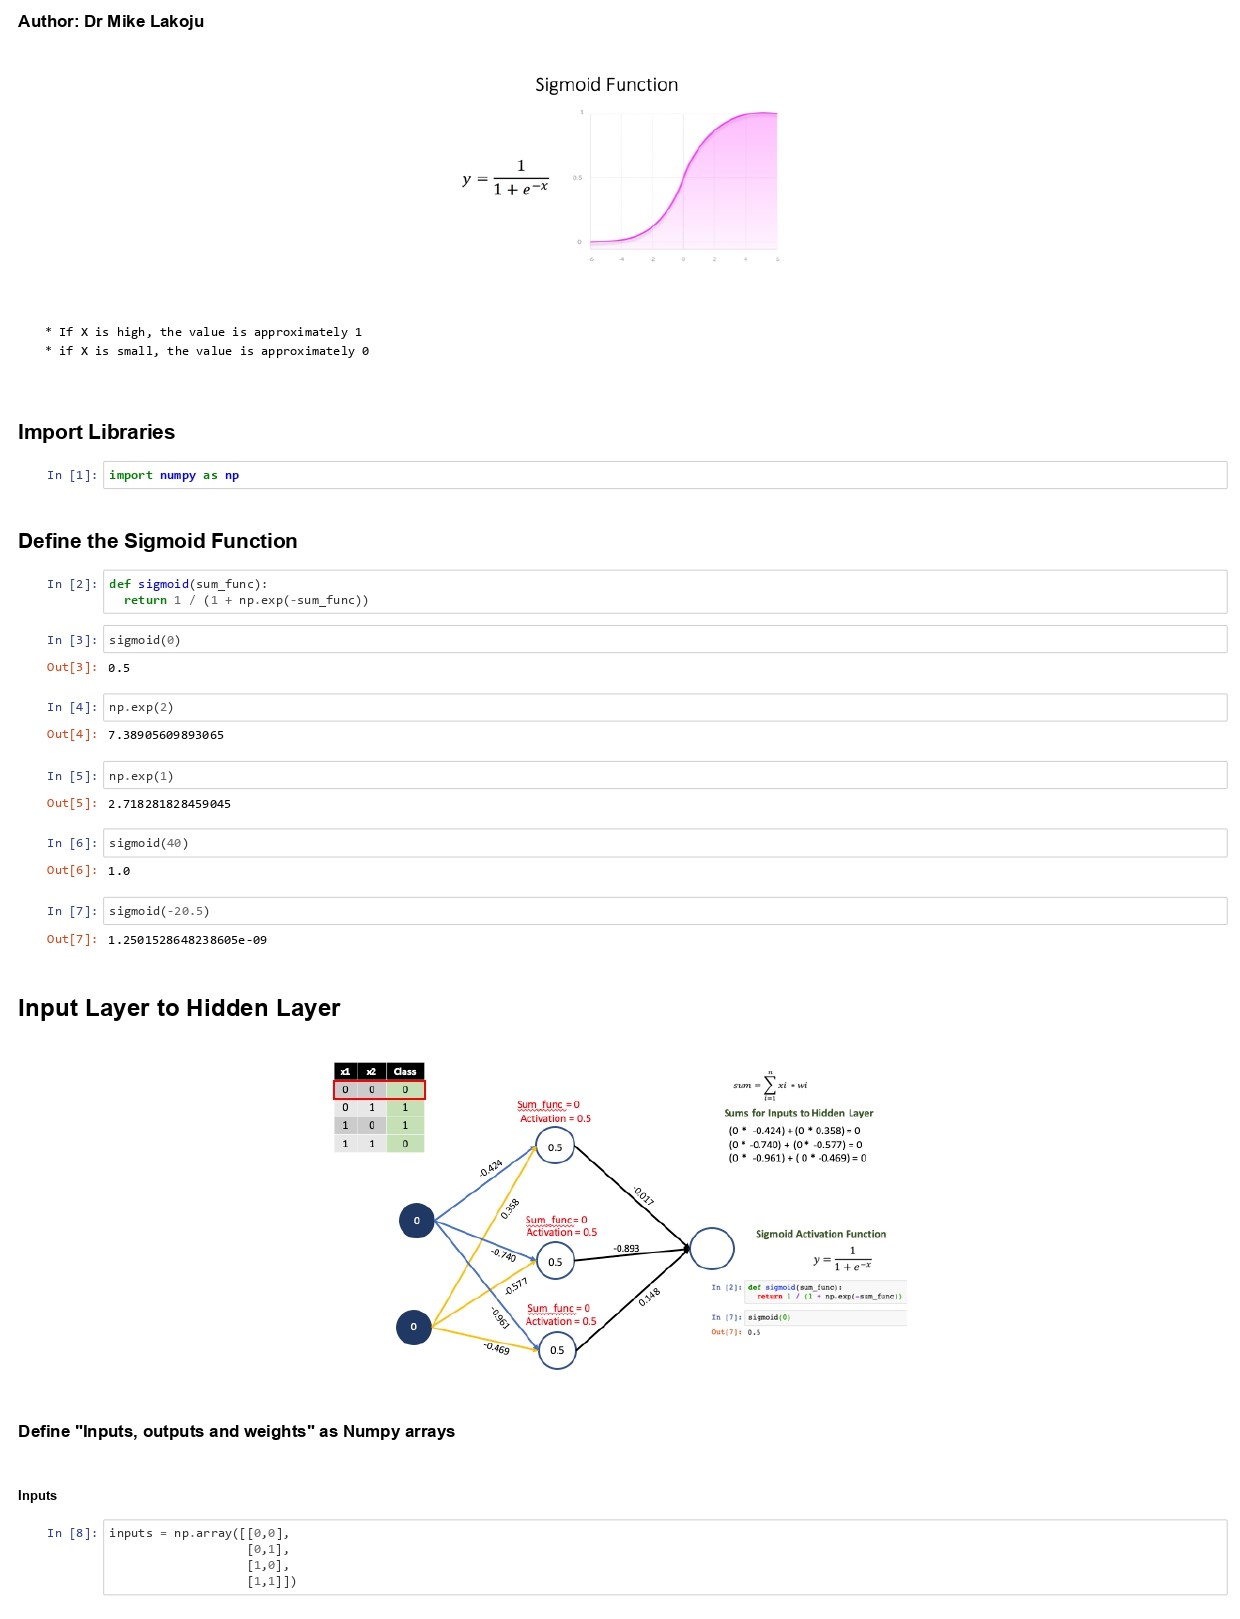 Author: Dr Mike Lakoju
Sigmoid Function
y = 1 / (1 + e^−x)
1
0.5
0
-6 -4 -2 0 2 4 6
* If X is high, the value is approximately 1
* if X is small, the value is approximately 0
Import Libraries
In [1]: import numpy as np
Define the Sigmoid Function
In [2]: def sigmoid(sum_func):
return 1 / (1 + np.exp(-sum_func))
In [3]: sigmoid(0)
Out[3]: 0.5
In [4]: np.exp(2)
Out[4]: 7.38905609893065
In [5]: np.exp(1)
Out[5]: 2.718281828459045
In [6]: sigmoid(40)
Out[6]: 1.0
In [7]: sigmoid(-20.5)
Out[7]: 1.2501528648238605e-09
Input Layer to Hidden Layer
x1 x2 Class
0 0 0
0 1 1
1 0 1
1 1 0
sum = n ∑ i=1 xi * wi
Sums for Inputs to Hidden Layer
(0 * -0.424) + (0 * 0.358) = 0
(0 * -0.740) + (0* -0.577) = 0
(0 * -0.961) + ( 0 * -0.469) = 0
Sum_func = 0
Activation = 0.5
0.5
-0.424
0.358
-0.017
0
Sum_func= 0
Activation = 0.5
0.5
-0.740
-0.893
-0.577
Sum_func = 0
Activation = 0.5
0.5
-0.961
0.148
0
-0.469
Sigmoid Activation Function
y = 1 / (1 + e^−x)
In [2]: def sigmoid(sum_func):
return 1 / (1 + np.exp(-sum_func))
In [7]: sigmoid(0)
Out[7]: 0.5
Define "Inputs, outputs and weights" as Numpy arrays
Inputs
In [8]: inputs = np.array([[0,0],
[0,1],
[1,0],
[1,1]])